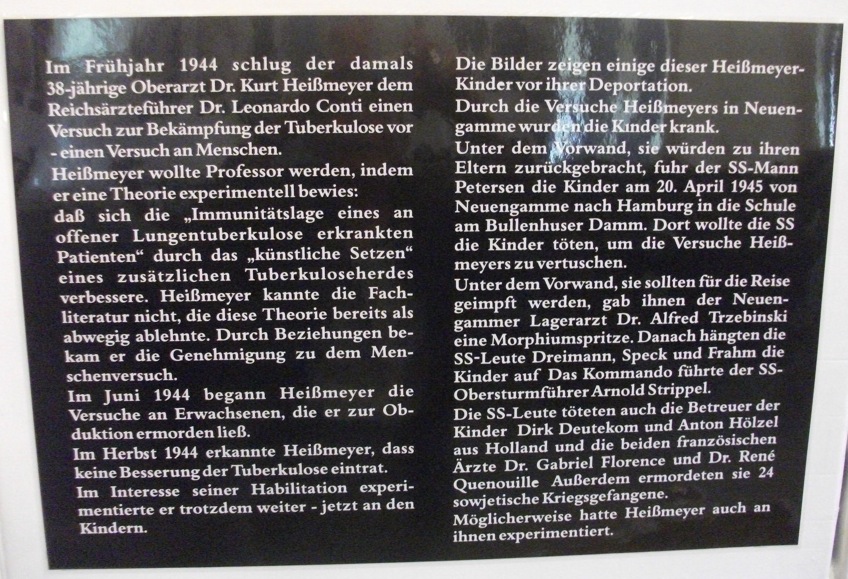 Im Frühjahr 1944 schlug der damals
38-jährige Oberarzt Dr. Kurt Heißmeyer dem
Reichsärzteführer Dr. Leonardo Conti einen
Versuch zur Bekämpfung der Tuberkulose vor
- einen Versuch an Menschen.
Heißmeyer wollte Professor werden, indem
er eine Theorie experimentell bewies:
daß sich die „Immunitätslage eines an
offener Lungentuberkulose erkrankten
Patienten“ durch das „künstliche Setzen“
eines zusätzlichen Tuberkuloseherdes
verbessere. Heißmeyer kannte die Fach-
literatur nicht, die diese Theorie bereits als
abwegig ablehnte. Durch Beziehungen be-
kam er die Genehmigung zu dem Men-
schenversuch.
Im Juni 1944 begann Heißmeyer die
Versuche an Erwachsenen, die er zur Ob-
duktion ermorden ließ.
Im Herbst 1944 erkannte Heißmeyer, dass
keine Besserung der Tuberkulose eintrat.
Im Interesse seiner Habilitation experi-
mentierte er trotzdem weiter - jetzt an den
Kindern.
Die Bilder zeigen einige dieser Heißmeyer-
Kinder vor ihrer Deportation.
Durch die Versuche Heißmeyers in Neuen-
gamme wurden die Kinder krank.
Unter dem Vorwand, sie würden zu ihren
Eltern zurückgebracht, fuhr der SS-Mann
Petersen die Kinder am 20. April 1945 von
Neuengamme nach Hamburg in die Schule
am Bullenhuser Damm. Dort wollte die SS
die Kinder töten, um die Versuche Heiß-
meyers zu vertuschen.
Unter dem Vorwand, sie sollten für die Reise
geimpft werden, gab ihnen der Neuen-
gammer Lagerarzt Dr. Alfred Trzebinski
eine Morphiumspritze. Danach hängten die
SS-Leute Dreimann, Speck und Frahm die
Kinder auf Das Kommando führte der SS-
Obersturmführer Arnold Strippel.
Die SS-Leute töteten auch die Betreuer der
Kinder Dirk Deutekom und Anton Hölzel
aus Holland und die beiden französischen
Ärzte Dr. Gabriel Florence und Dr. René
Quenouille Außerdem ermordeten sie 24
sowjetische Kriegsgefangene.
Möglicherweise hatte Heißmeyer auch an
ihnen experimentiert.